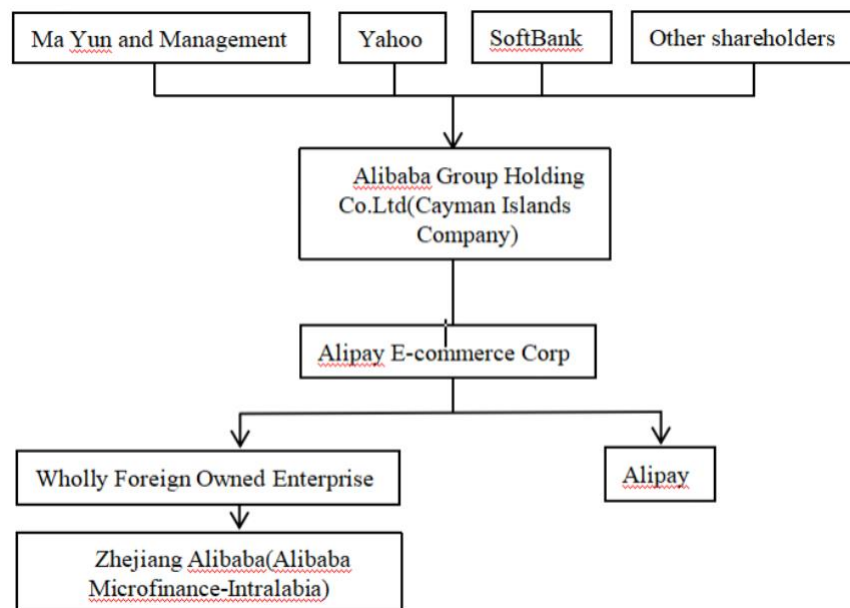 Ma Yun and Management
Yahoo
SoftBank
Other shareholders
Alibaba Group Holding
Co.Ltd(Cayman Islands
Company)
Alipay E-commerce Corp
Wholly Foreign Owned Enterprise
Alipay
Zhejiang Alibaba(Alibaba
Microfinance-Intralabia)